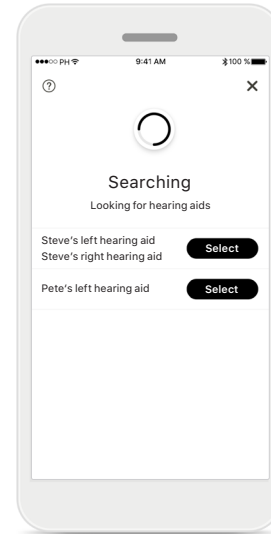 PH
9:41 AM
100 %
?
Searching
Looking for hearing aids
Steve's left hearing aid
Steve's right hearing aid
Select
Pete's left hearing aid
Select